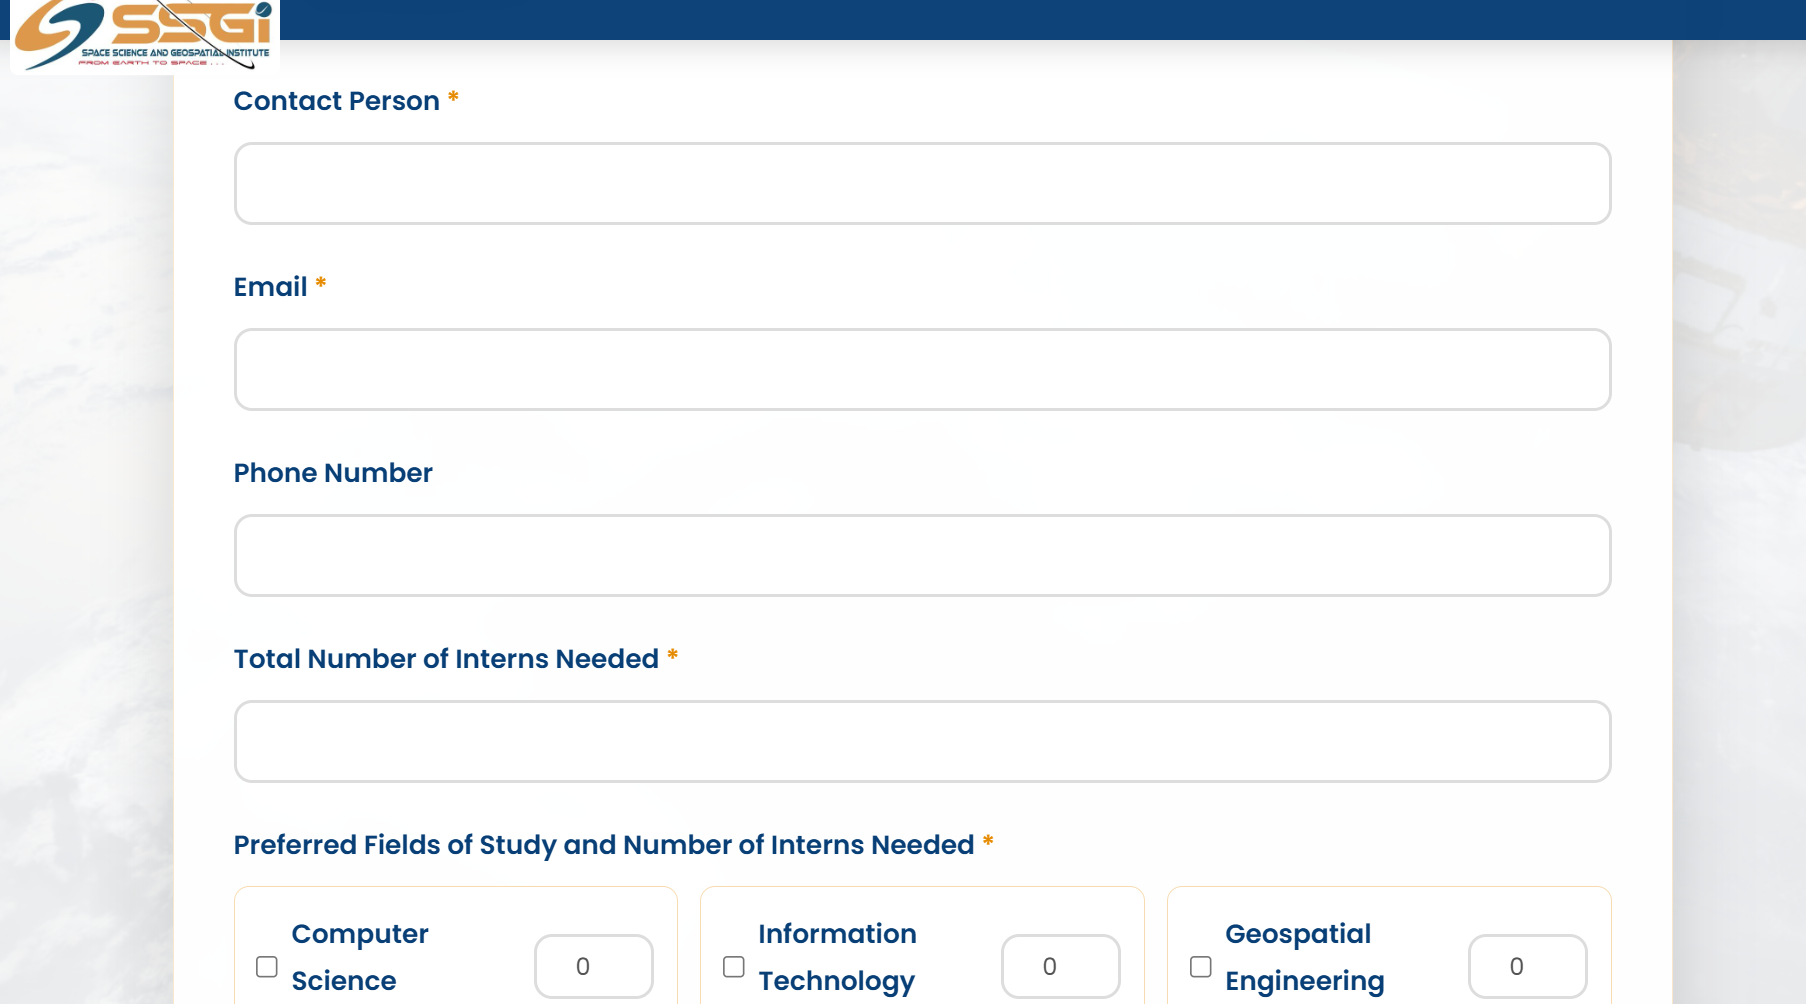 SSGi
SPACE SCIENCE AND GEOSPATIAL INSTITUTE
FROM EARTH TO SPACE . . .
Contact Person *
Email *
Phone Number
Total Number of Interns Needed *
Preferred Fields of Study and Number of Interns Needed *
Computer Science 0
Information Technology 0
Geospatial Engineering 0